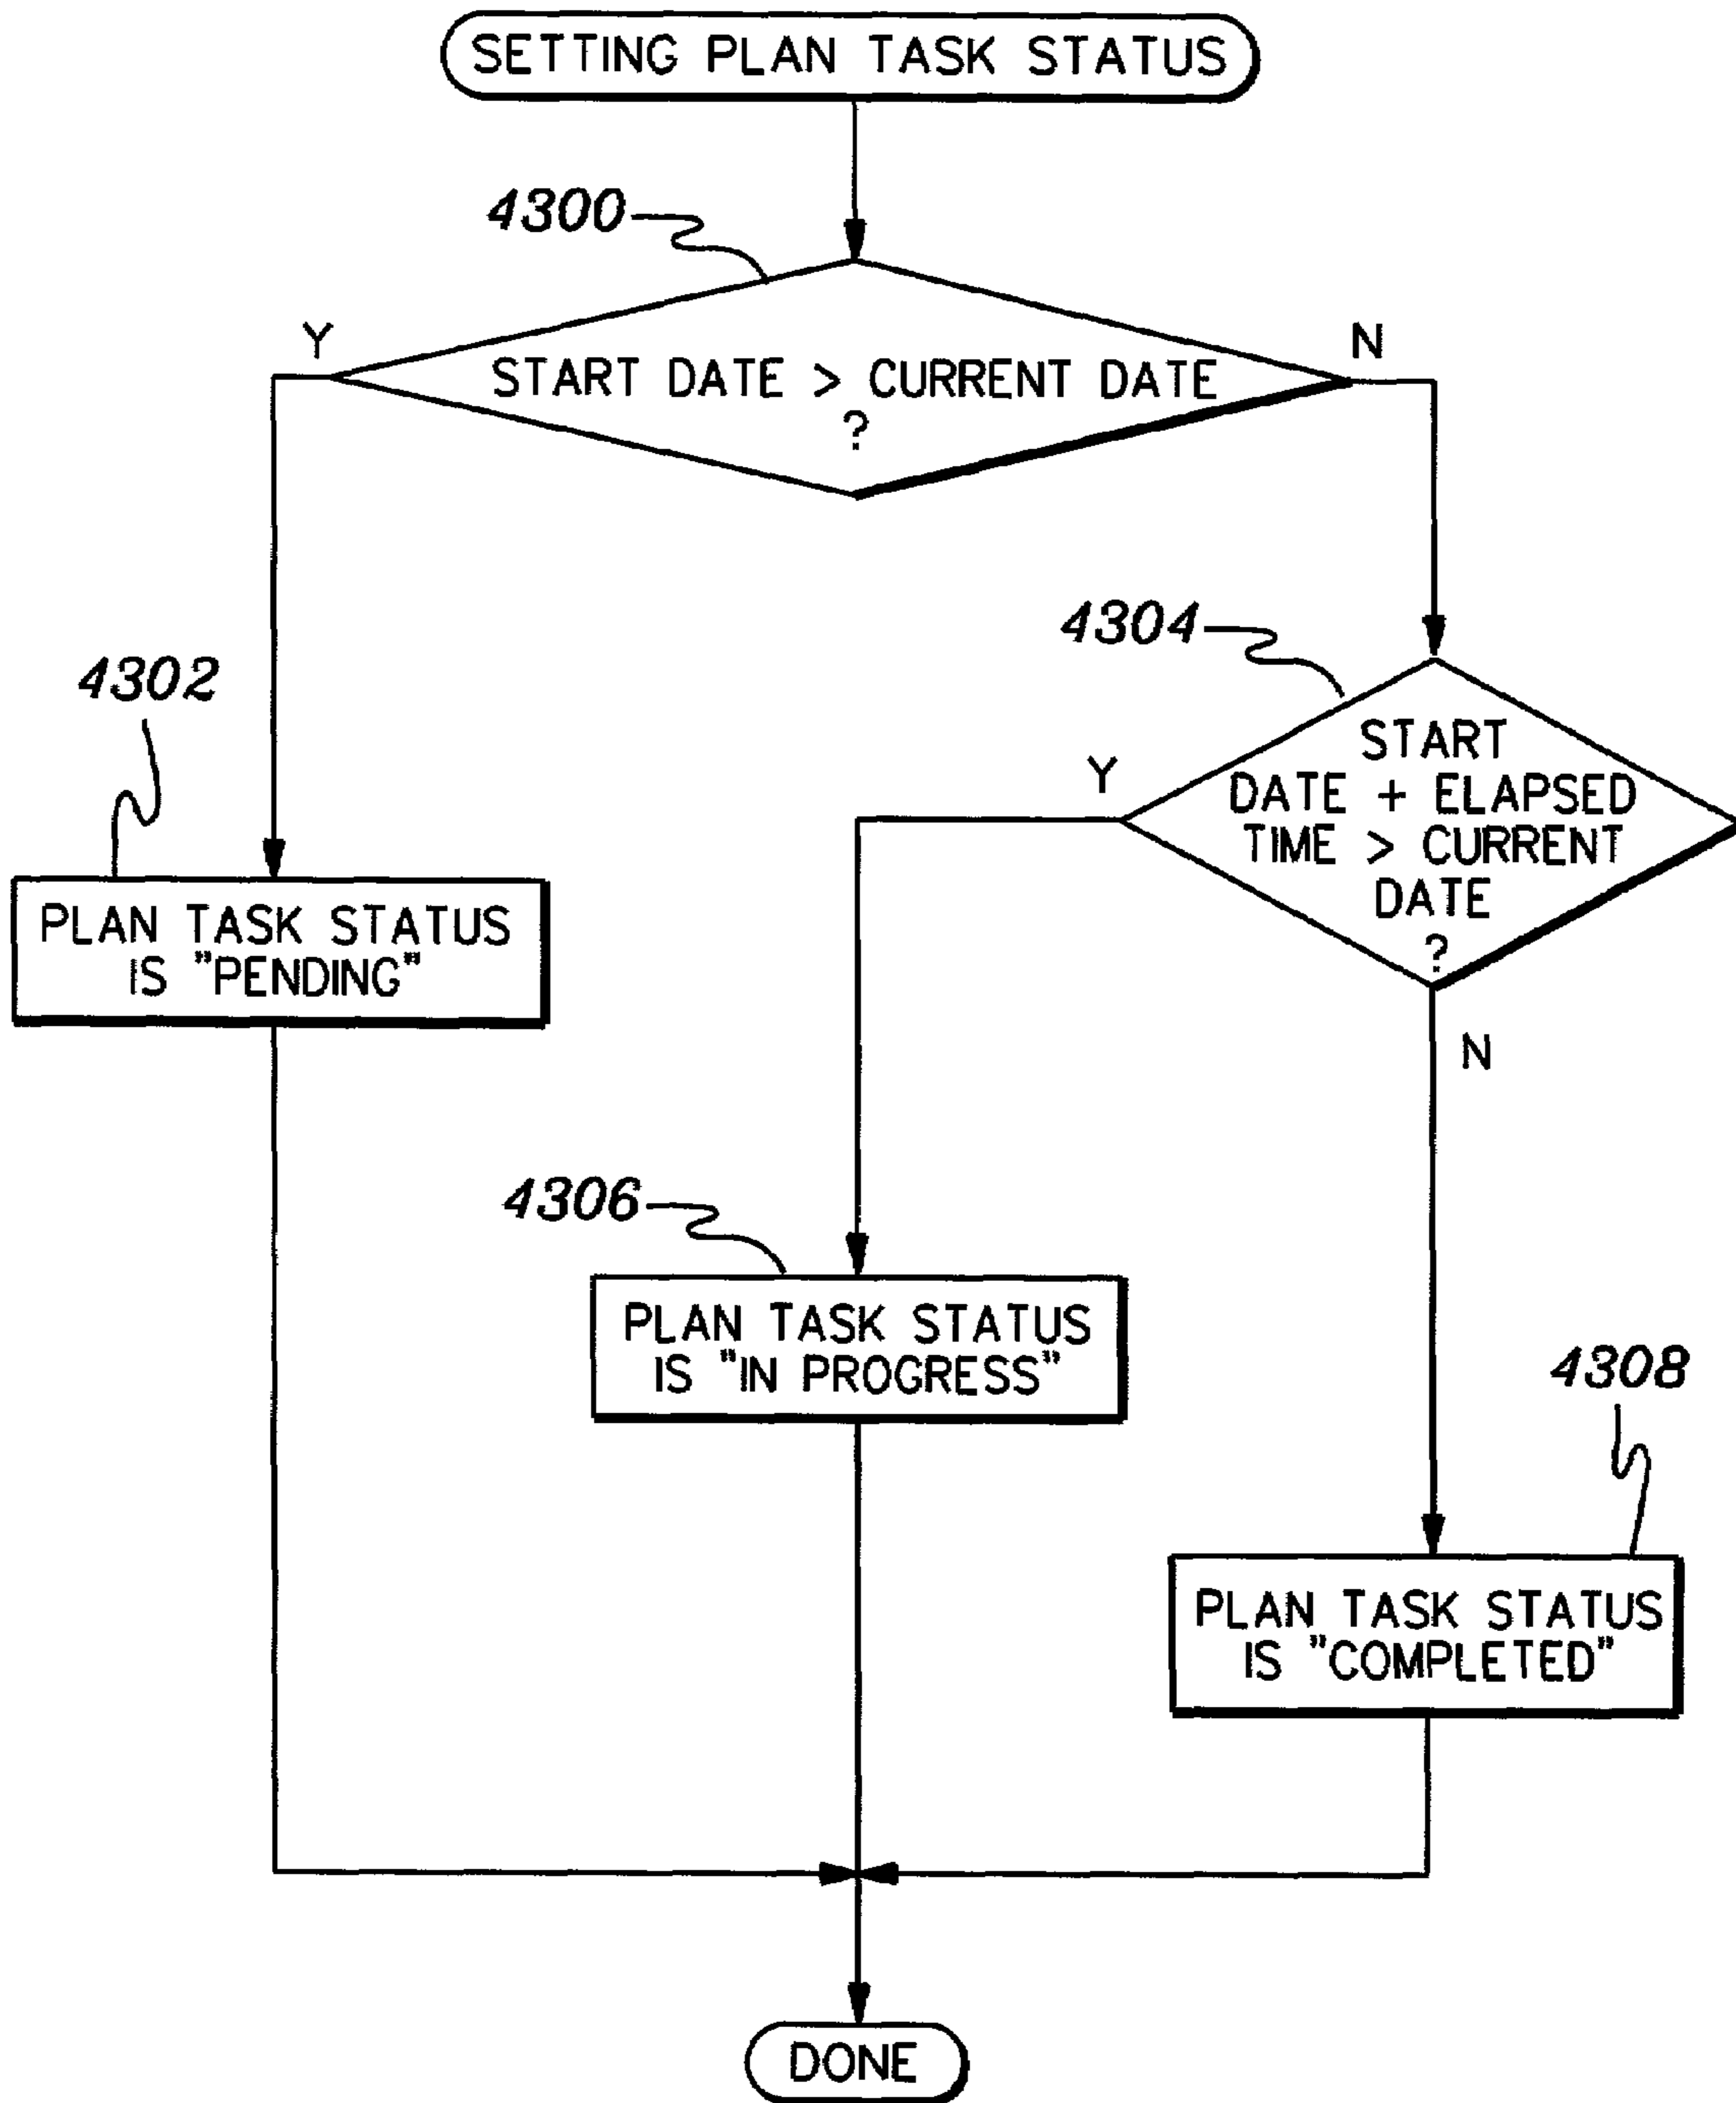 SETTING PLAN TASK STATUS
4300
Y
N
START DATE > CURRENT DATE
?
4304
4302
START
DATE + ELAPSED
TIME > CURRENT
DATE
?
Y
N
PLAN TASK STATUS
IS "PENDING"
4306
PLAN TASK STATUS
IS "IN PROGRESS"
4308
PLAN TASK STATUS
IS "COMPLETED"
DONE